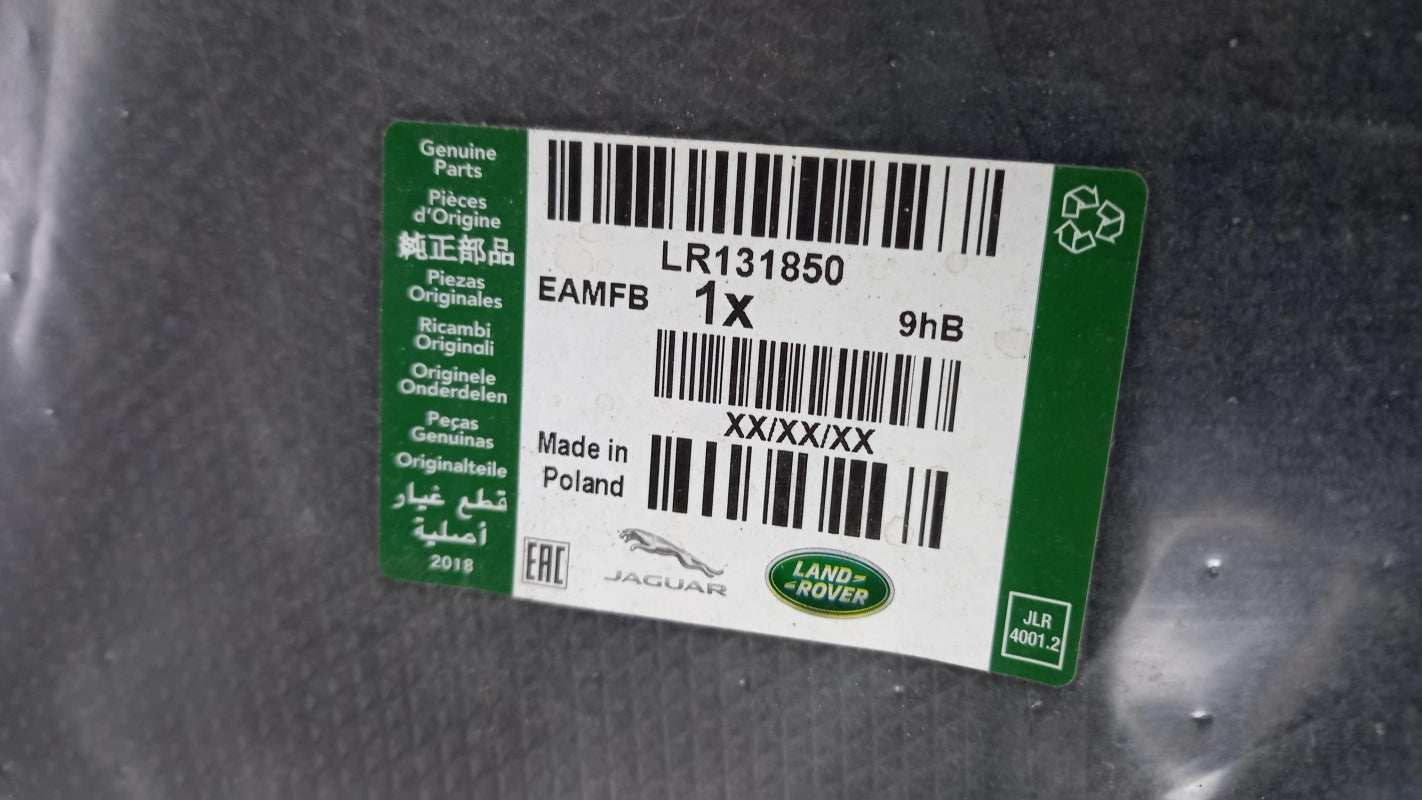 Genuine
Parts
Pièces
d'Origine
純正部品
Piezas
Originales
Ricambi
Originali
Originele
Onderdelen
Peças
Genuinas
Originalteile
قطع غيار
أصلية
2018
LR131850
EAMFB 1x 9hB
XX/XX/XX
Made in
Poland
EAC
JAGUAR
LAND-
-ROVER
JLR
4001.2